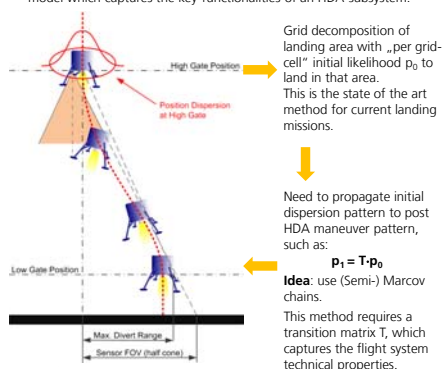 model which captures the key functionalities of an HDA subsystem.
High Gate Position
Position Dispersion
at High Gate
Low Gate Position
Max. Divert Range
Sensor FOV (half cone)
Grid decomposition of
landing area with „per grid-
cell“ initial likelihood p₀ to
land in that area.
This is the state of the art
method for current landing
missions.
Need to propagate initial
dispersion pattern to post
HDA maneuver pattern,
such as:
p₁ = T·p₀
Idea: use (Semi-) Marcov
chains.
This method requires a
transition matrix T, which
captures the flight system
technical properties.